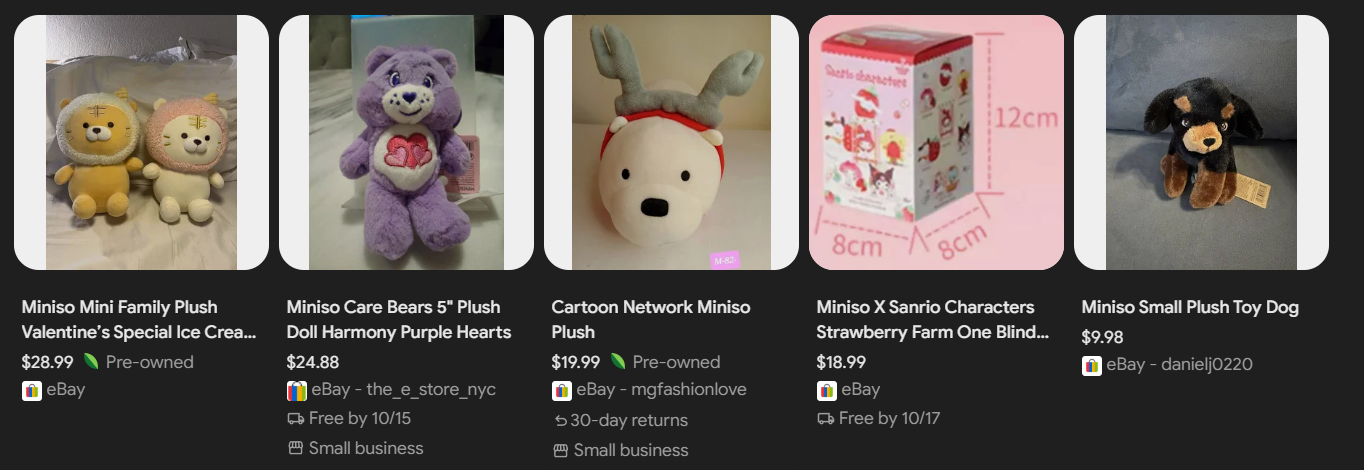 Sanrio characters
12cm
8cm
8cm
M-82-
Miniso Mini Family Plush
Valentine's Special Ice Crea...
$28.99 Pre-owned
eBay
Miniso Care Bears 5" Plush
Doll Harmony Purple Hearts
$24.88
eBay - the_e_store_nyc
Free by 10/15
Small business
Cartoon Network Miniso
Plush
$19.99 Pre-owned
eBay - mgfashionlove
30-day returns
Small business
Miniso X Sanrio Characters
Strawberry Farm One Blind...
$18.99
eBay
Free by 10/17
Miniso Small Plush Toy Dog
$9.98
eBay - danielj0220